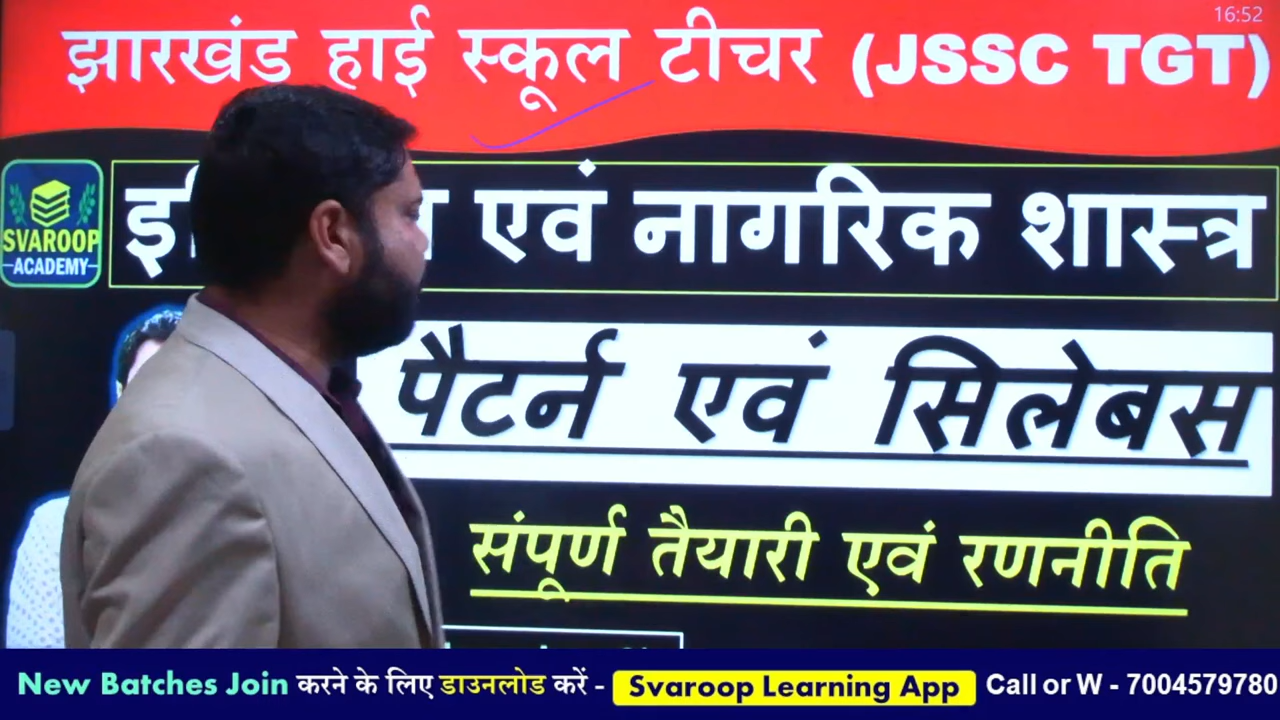 16:52
झारखंड हाई स्कूल टीचर (JSSC TGT)
SVAROOP
ACADEMY
एवं नागरिक शास्त्र
पैटर्न एवं सिलेबस
संपूर्ण तैयारी एवं रणनीति
New Batches Join करने के लिए डाउनलोड करें - Svaroop Learning App Call or W - 7004579780